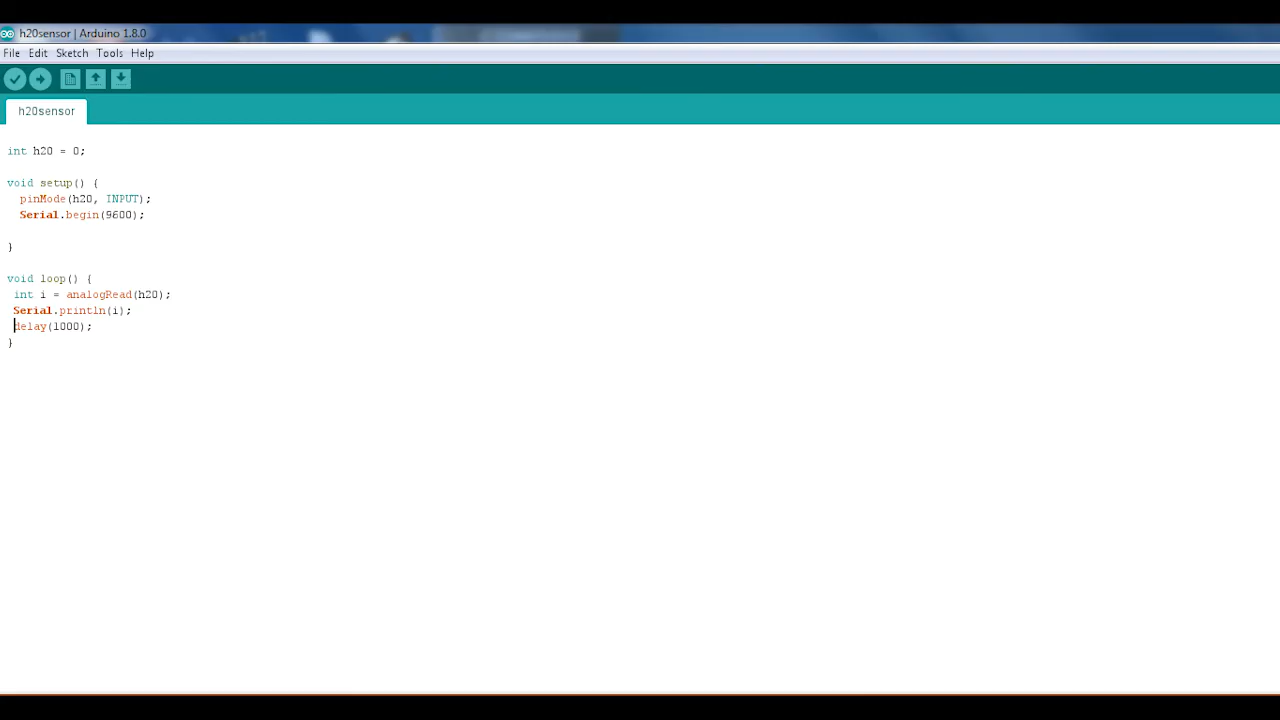 h20sensor | Arduino 1.8.0
File Edit Sketch Tools Help
h20sensor
int h20 = 0;
void setup() {
pinMode(h20, INPUT);
Serial.begin(9600);
}
void loop() {
int i = analogRead(h20);
Serial.println(i);
delay(1000);
}